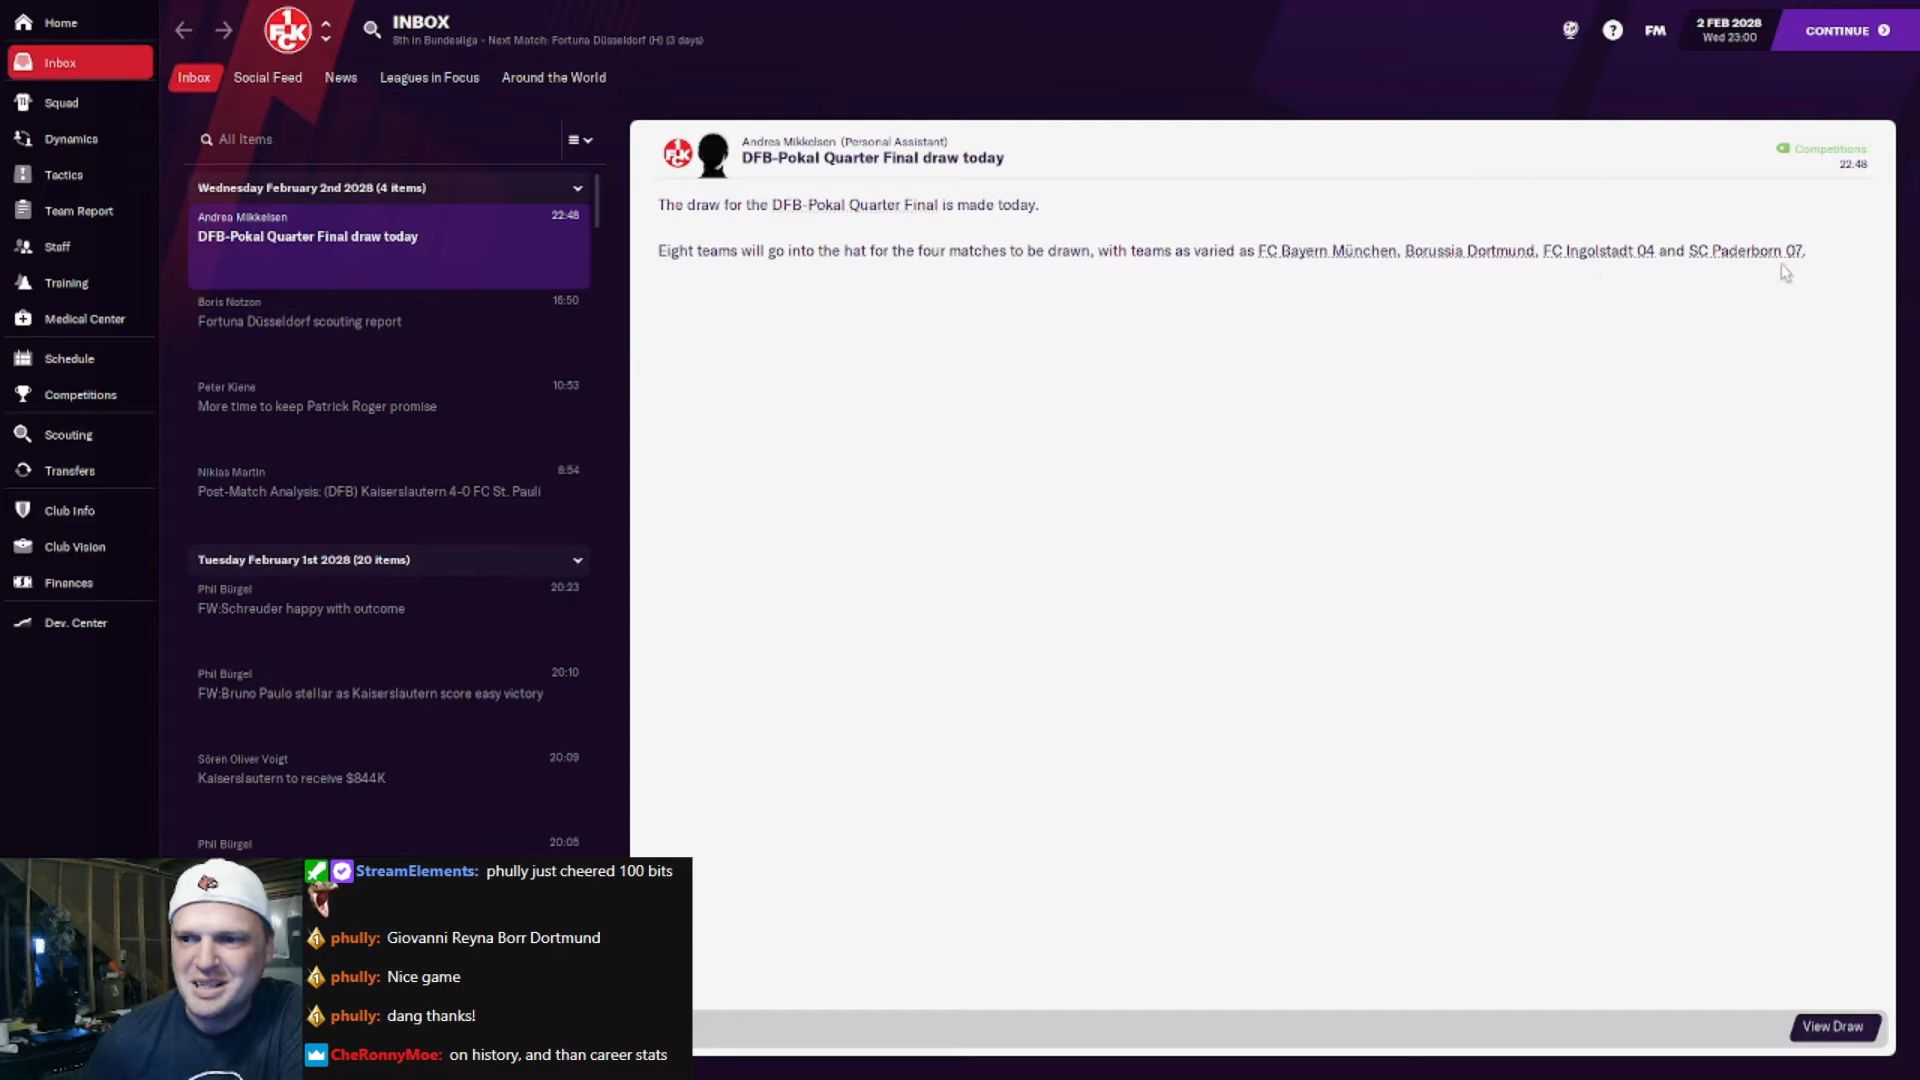 Home
Inbox
Squad
Dynamics
Tactics
Team Report
Staff
Training
Medical Center
Schedule
Competitions
Scouting
Transfers
Club Info
Club Vision
Finances
Dev. Center
1 FCK
INBOX
8th in Bundesliga - Next Match: Fortuna Düsseldorf (H) (3 days)
FM
2 FEB 2028
Wed 23:00
CONTINUE
Inbox Social Feed News Leagues in Focus Around the World
All Items
Wednesday February 2nd 2028 (4 items)
Andrea Mikkelsen 22:48
DFB-Pokal Quarter Final draw today
Boris Notzon 16:50
Fortuna Düsseldorf scouting report
Peter Kiene 10:53
More time to keep Patrick Roger promise
Niklas Martin 8:54
Post-Match Analysis: (DFB) Kaiserslautern 4-0 FC St. Pauli
Tuesday February 1st 2028 (20 items)
Phil Bürgel 20:23
FW:Schreuder happy with outcome
Phil Bürgel 20:10
FW:Bruno Paulo stellar as Kaiserslautern score easy victory
Sören Oliver Voigt 20:09
Kaiserslautern to receive $844K
Phil Bürgel 20:05
Andrea Mikkelsen (Personal Assistant)
DFB-Pokal Quarter Final draw today
Competitions
22:48
The draw for the DFB-Pokal Quarter Final is made today.
Eight teams will go into the hat for the four matches to be drawn, with teams as varied as FC Bayern München, Borussia Dortmund, FC Ingolstadt 04 and SC Paderborn 07.
View Draw
StreamElements: phully just cheered 100 bits
phully: Giovanni Reyna Borr Dortmund
phully: Nice game
phully: dang thanks!
CheRonnyMoe: on history, and than career stats